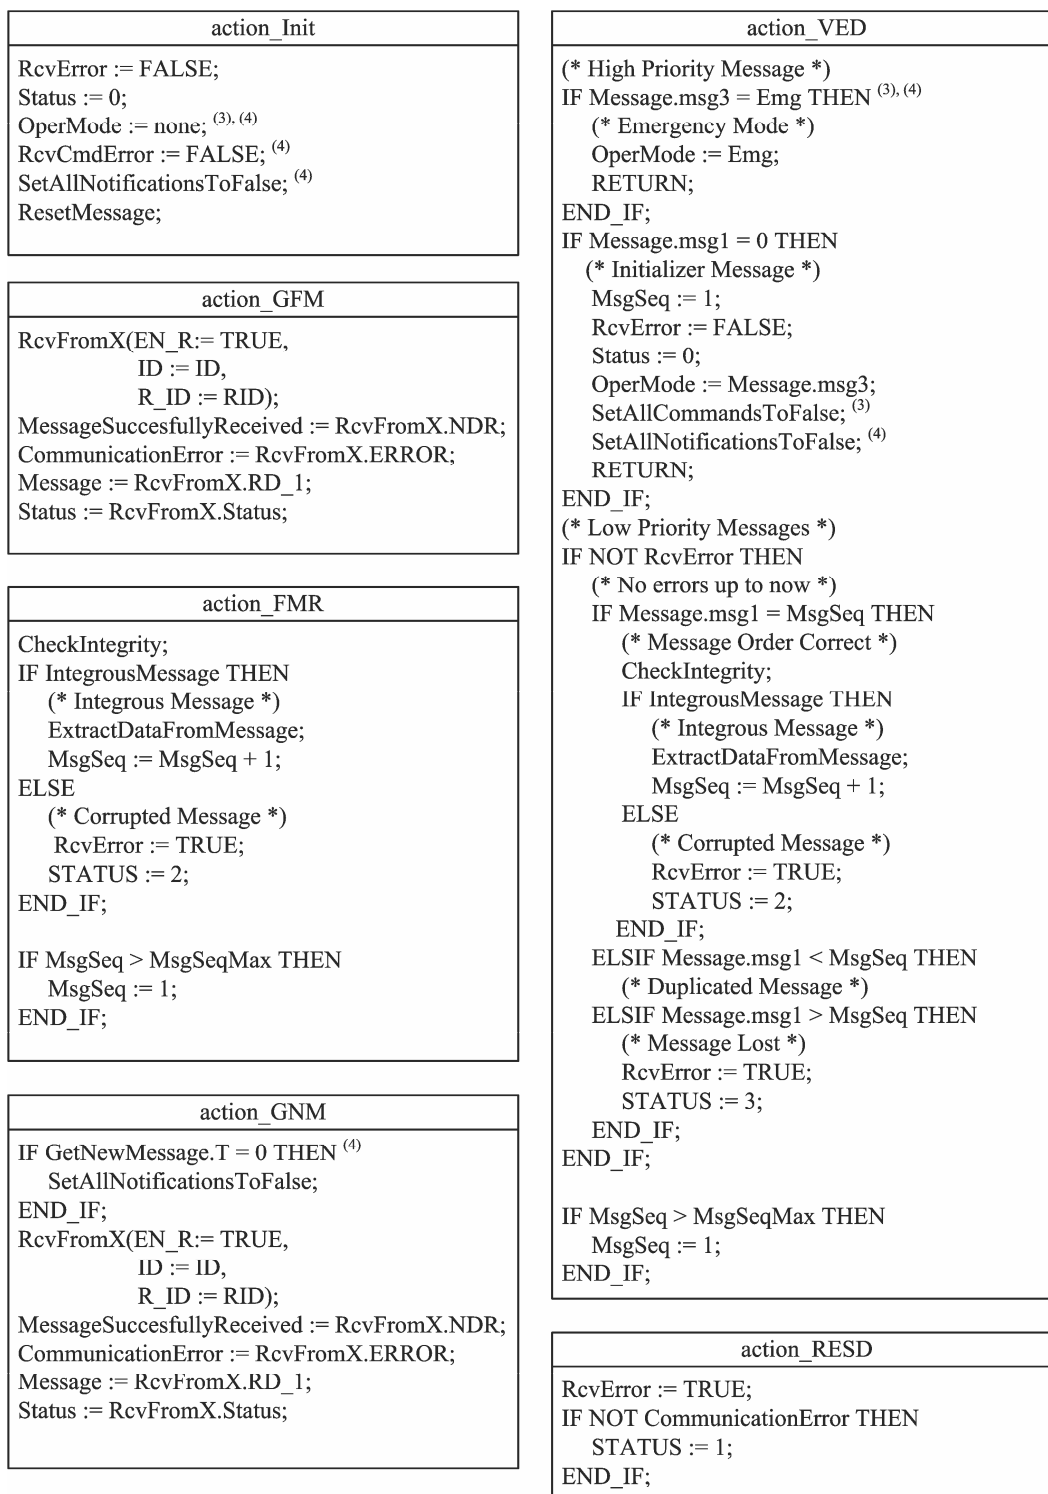 action_Init
RcvError := FALSE;
Status := 0;
OperMode := none; (3), (4)
RcvCmdError := FALSE; (4)
SetAllNotificationsToFalse; (4)
ResetMessage;
action_GFM
RcvFromX(EN_R:= TRUE,
ID := ID,
R_ID := RID);
MessageSuccesfullyReceived := RcvFromX.NDR;
CommunicationError := RcvFromX.ERROR;
Message := RcvFromX.RD_1;
Status := RcvFromX.Status;
action_FMR
CheckIntegrity;
IF IntegrousMessage THEN
(* Integrous Message *)
ExtractDataFromMessage;
MsgSeq := MsgSeq + 1;
ELSE
(* Corrupted Message *)
RcvError := TRUE;
STATUS := 2;
END_IF;
IF MsgSeq > MsgSeqMax THEN
MsgSeq := 1;
END_IF;
action_GNM
IF GetNewMessage.T = 0 THEN (4)
SetAllNotificationsToFalse;
END_IF;
RcvFromX(EN_R:= TRUE,
ID := ID,
R_ID := RID);
MessageSuccesfullyReceived := RcvFromX.NDR;
CommunicationError := RcvFromX.ERROR;
Message := RcvFromX.RD_1;
Status := RcvFromX.Status;
action_VED
(* High Priority Message *)
IF Message.msg3 = Emg THEN (3), (4)
(* Emergency Mode *)
OperMode := Emg;
RETURN;
END_IF;
IF Message.msg1 = 0 THEN
(* Initializer Message *)
MsgSeq := 1;
RcvError := FALSE;
Status := 0;
OperMode := Message.msg3;
SetAllCommandsToFalse; (3)
SetAllNotificationsToFalse; (4)
RETURN;
END_IF;
(* Low Priority Messages *)
IF NOT RcvError THEN
(* No errors up to now *)
IF Message.msg1 = MsgSeq THEN
(* Message Order Correct *)
CheckIntegrity;
IF IntegrousMessage THEN
(* Integrous Message *)
ExtractDataFromMessage;
MsgSeq := MsgSeq + 1;
ELSE
(* Corrupted Message *)
RcvError := TRUE;
STATUS := 2;
END_IF;
ELSIF Message.msg1 < MsgSeq THEN
(* Duplicated Message *)
ELSIF Message.msg1 > MsgSeq THEN
(* Message Lost *)
RcvError := TRUE;
STATUS := 3;
END_IF;
END_IF;
IF MsgSeq > MsgSeqMax THEN
MsgSeq := 1;
END_IF;
action_RESD
RcvError := TRUE;
IF NOT CommunicationError THEN
STATUS := 1;
END_IF;